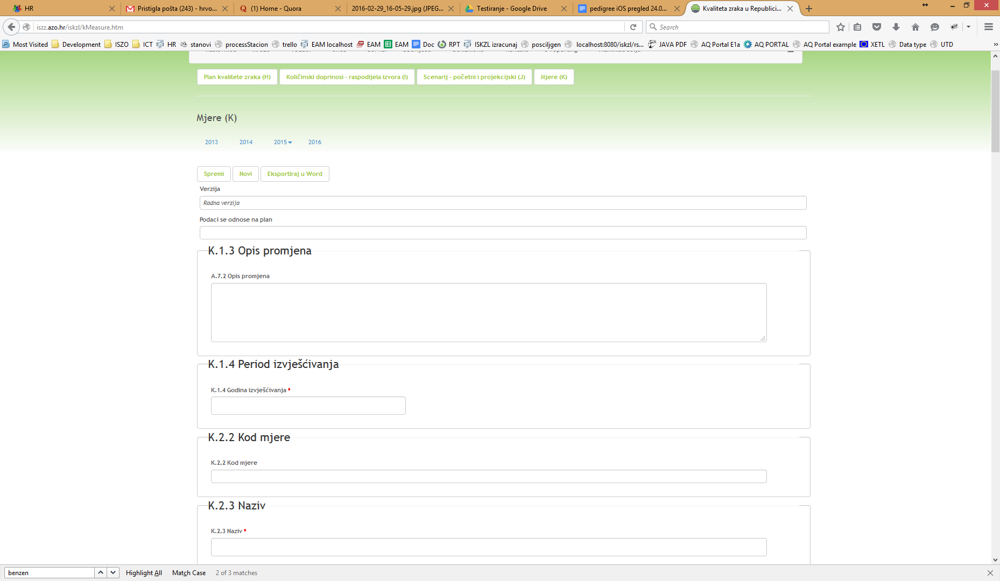 HR
Pristigla pošta (243) - hrvo...
(1) Home - Quora
2016-02-29_16-05-29.jpg (JPEG...
Testiranje - Google Drive
pedigree iOS pregled 24.0...
Kvaliteta zraka u Republici...
iszz.azo.hr/iskzl/kMeasure.htm
Search
Most Visited Development ISZO ICT HR stanovi processStacion trello EAM localhost EAM EAM Doc RPT ISKZL izracunaj posciljgen localhost:8080/iskzl/rs... JAVA PDF AQ Portal E1a AQ PORTAL AQ Portal example XETL Data type UTD
Plan kvalitete zraka (H) Količinski doprinosi - raspodijela izvora (I) Scenarij - početni i projekcijski (J) Mjere (K)
Mjere (K)
2013 2014 2015 2016
Spremi Novi Eksportiraj u Word
Verzija
Radna verzija
Podaci se odnose na plan
K.1.3 Opis promjena
A.7.2 Opis promjena
K.1.4 Period izvješćivanja
K.1.4 Godina izvješćivanja *
K.2.2 Kod mjere
K.2.2 Kod mjere
K.2.3 Naziv
K.2.3 Naziv *
benzen Highlight All Match Case 2 of 3 matches